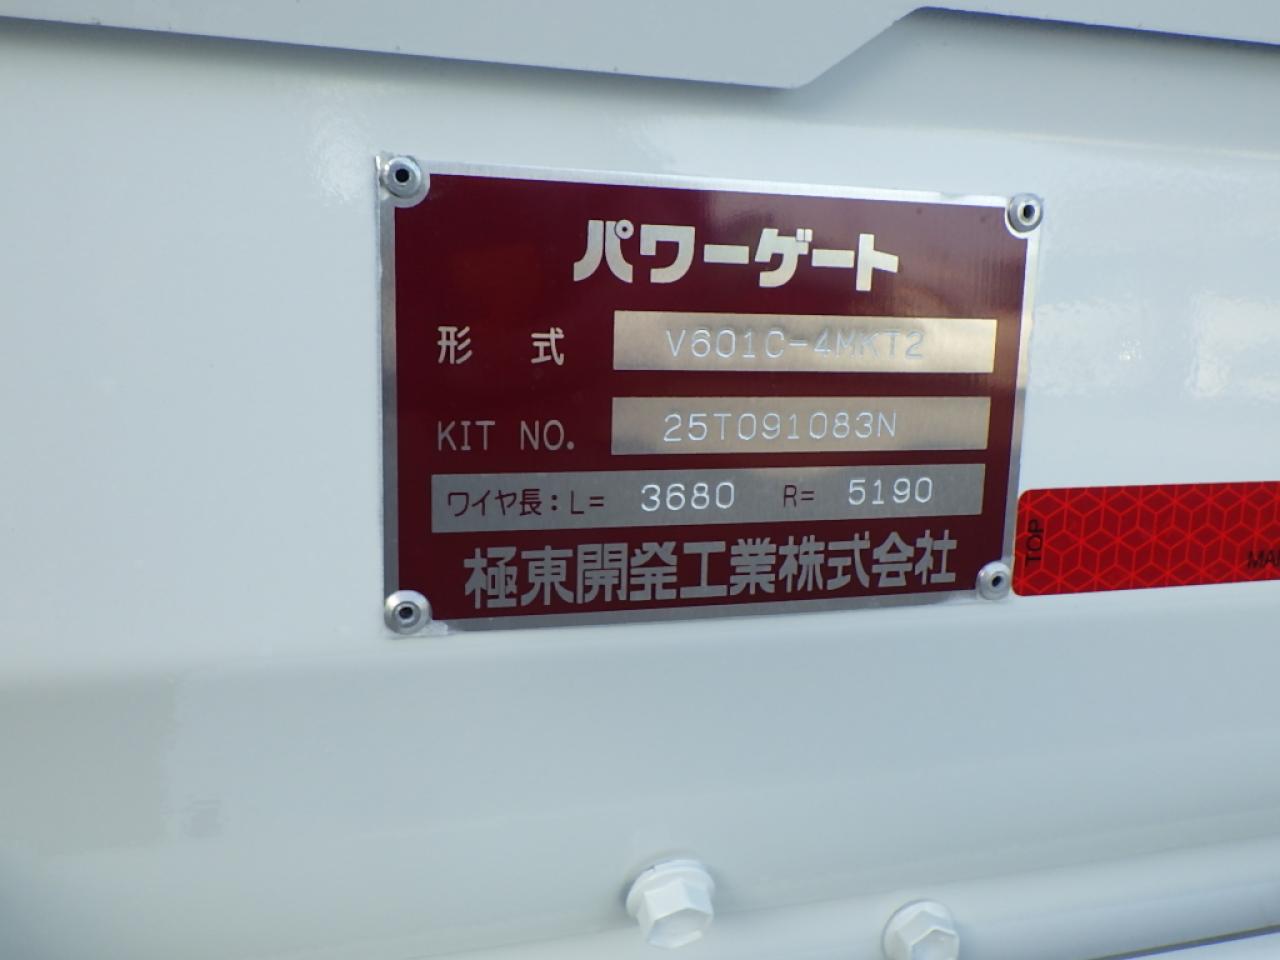 パワーゲート
形 式 V601C-4MKT2
KIT NO. 25T091083N
ワイヤ長:L= 3680 R= 5190
極東開発工業株式会社
TOP